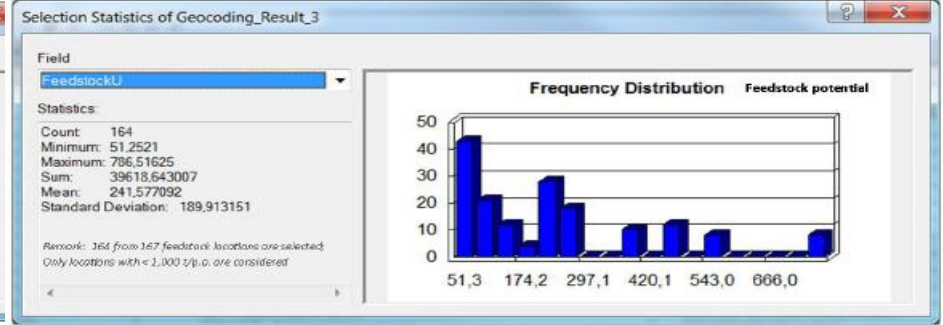 Selection Statistics of Geocoding_Result_3
Field
FeedstockU
Statistics:
Count: 164
Minimum: 51,2521
Maximum: 786,51625
Sum: 39618,643007
Mean: 241,577092
Standard Deviation: 189,913151
Remark: 164 from 167 feedstock locations are selected;
Only locations with < 1,000 t/p.a. are considered
Frequency Distribution Feedstock potential
50
40
30
20
10
0
51,3 174,2 297,1 420,1 543,0 666,0